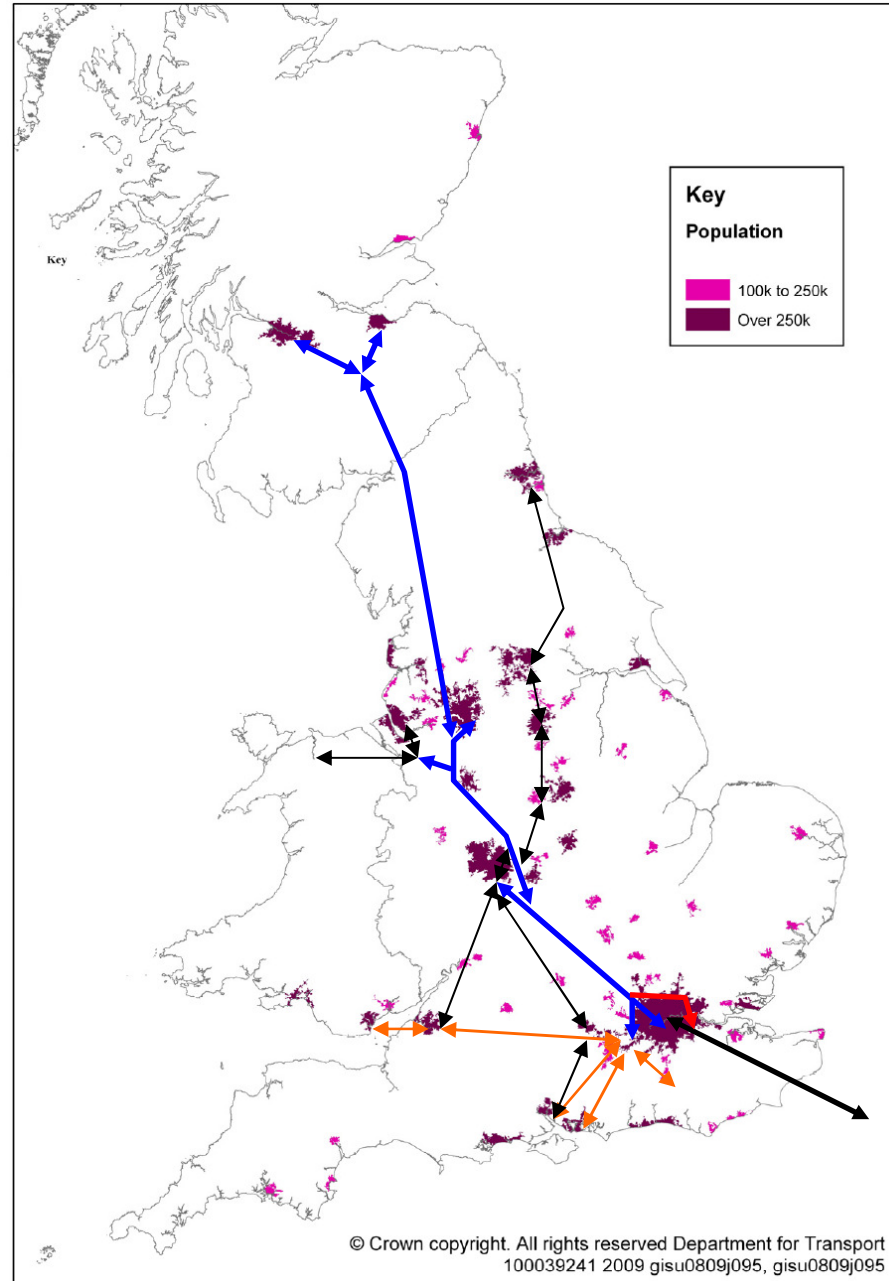 Key
Population
Key
100k to 250k
Over 250k
© Crown copyright. All rights reserved Department for Transport
100039241 2009 gisu0809j095, gisu0809j095